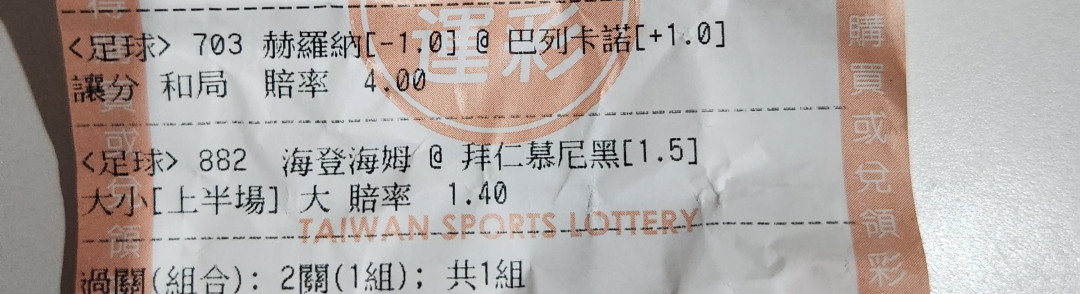 運彩
<足球> 703 赫羅納[-1.0] @ 巴列卡諾[+1.0]
讓分 和局 賠率 4.00
<足球> 882 海登海姆 @ 拜仁慕尼黑[1.5]
大小[上半場] 大 賠率 1.40
TAIWAN SPORTS LOTTERY
過關(組合): 2關(1組); 共1組
購買或兌領彩